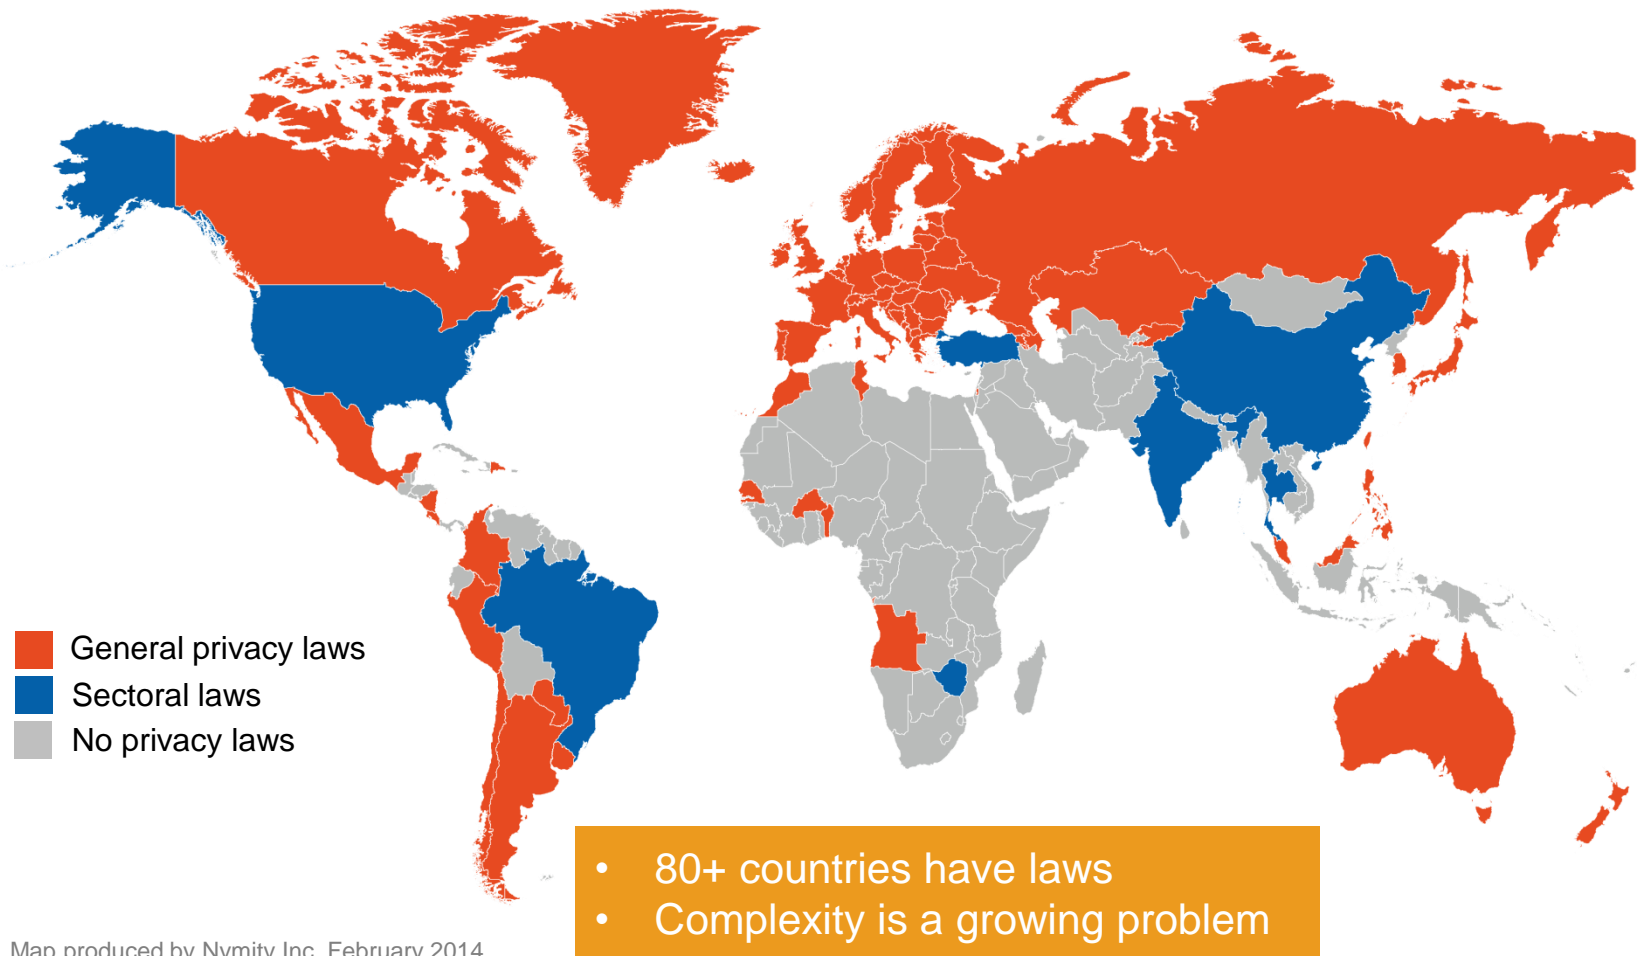 General privacy laws
Sectoral laws
No privacy laws
• 80+ countries have laws
• Complexity is a growing problem
Map produced by Nymity Inc. February 2014